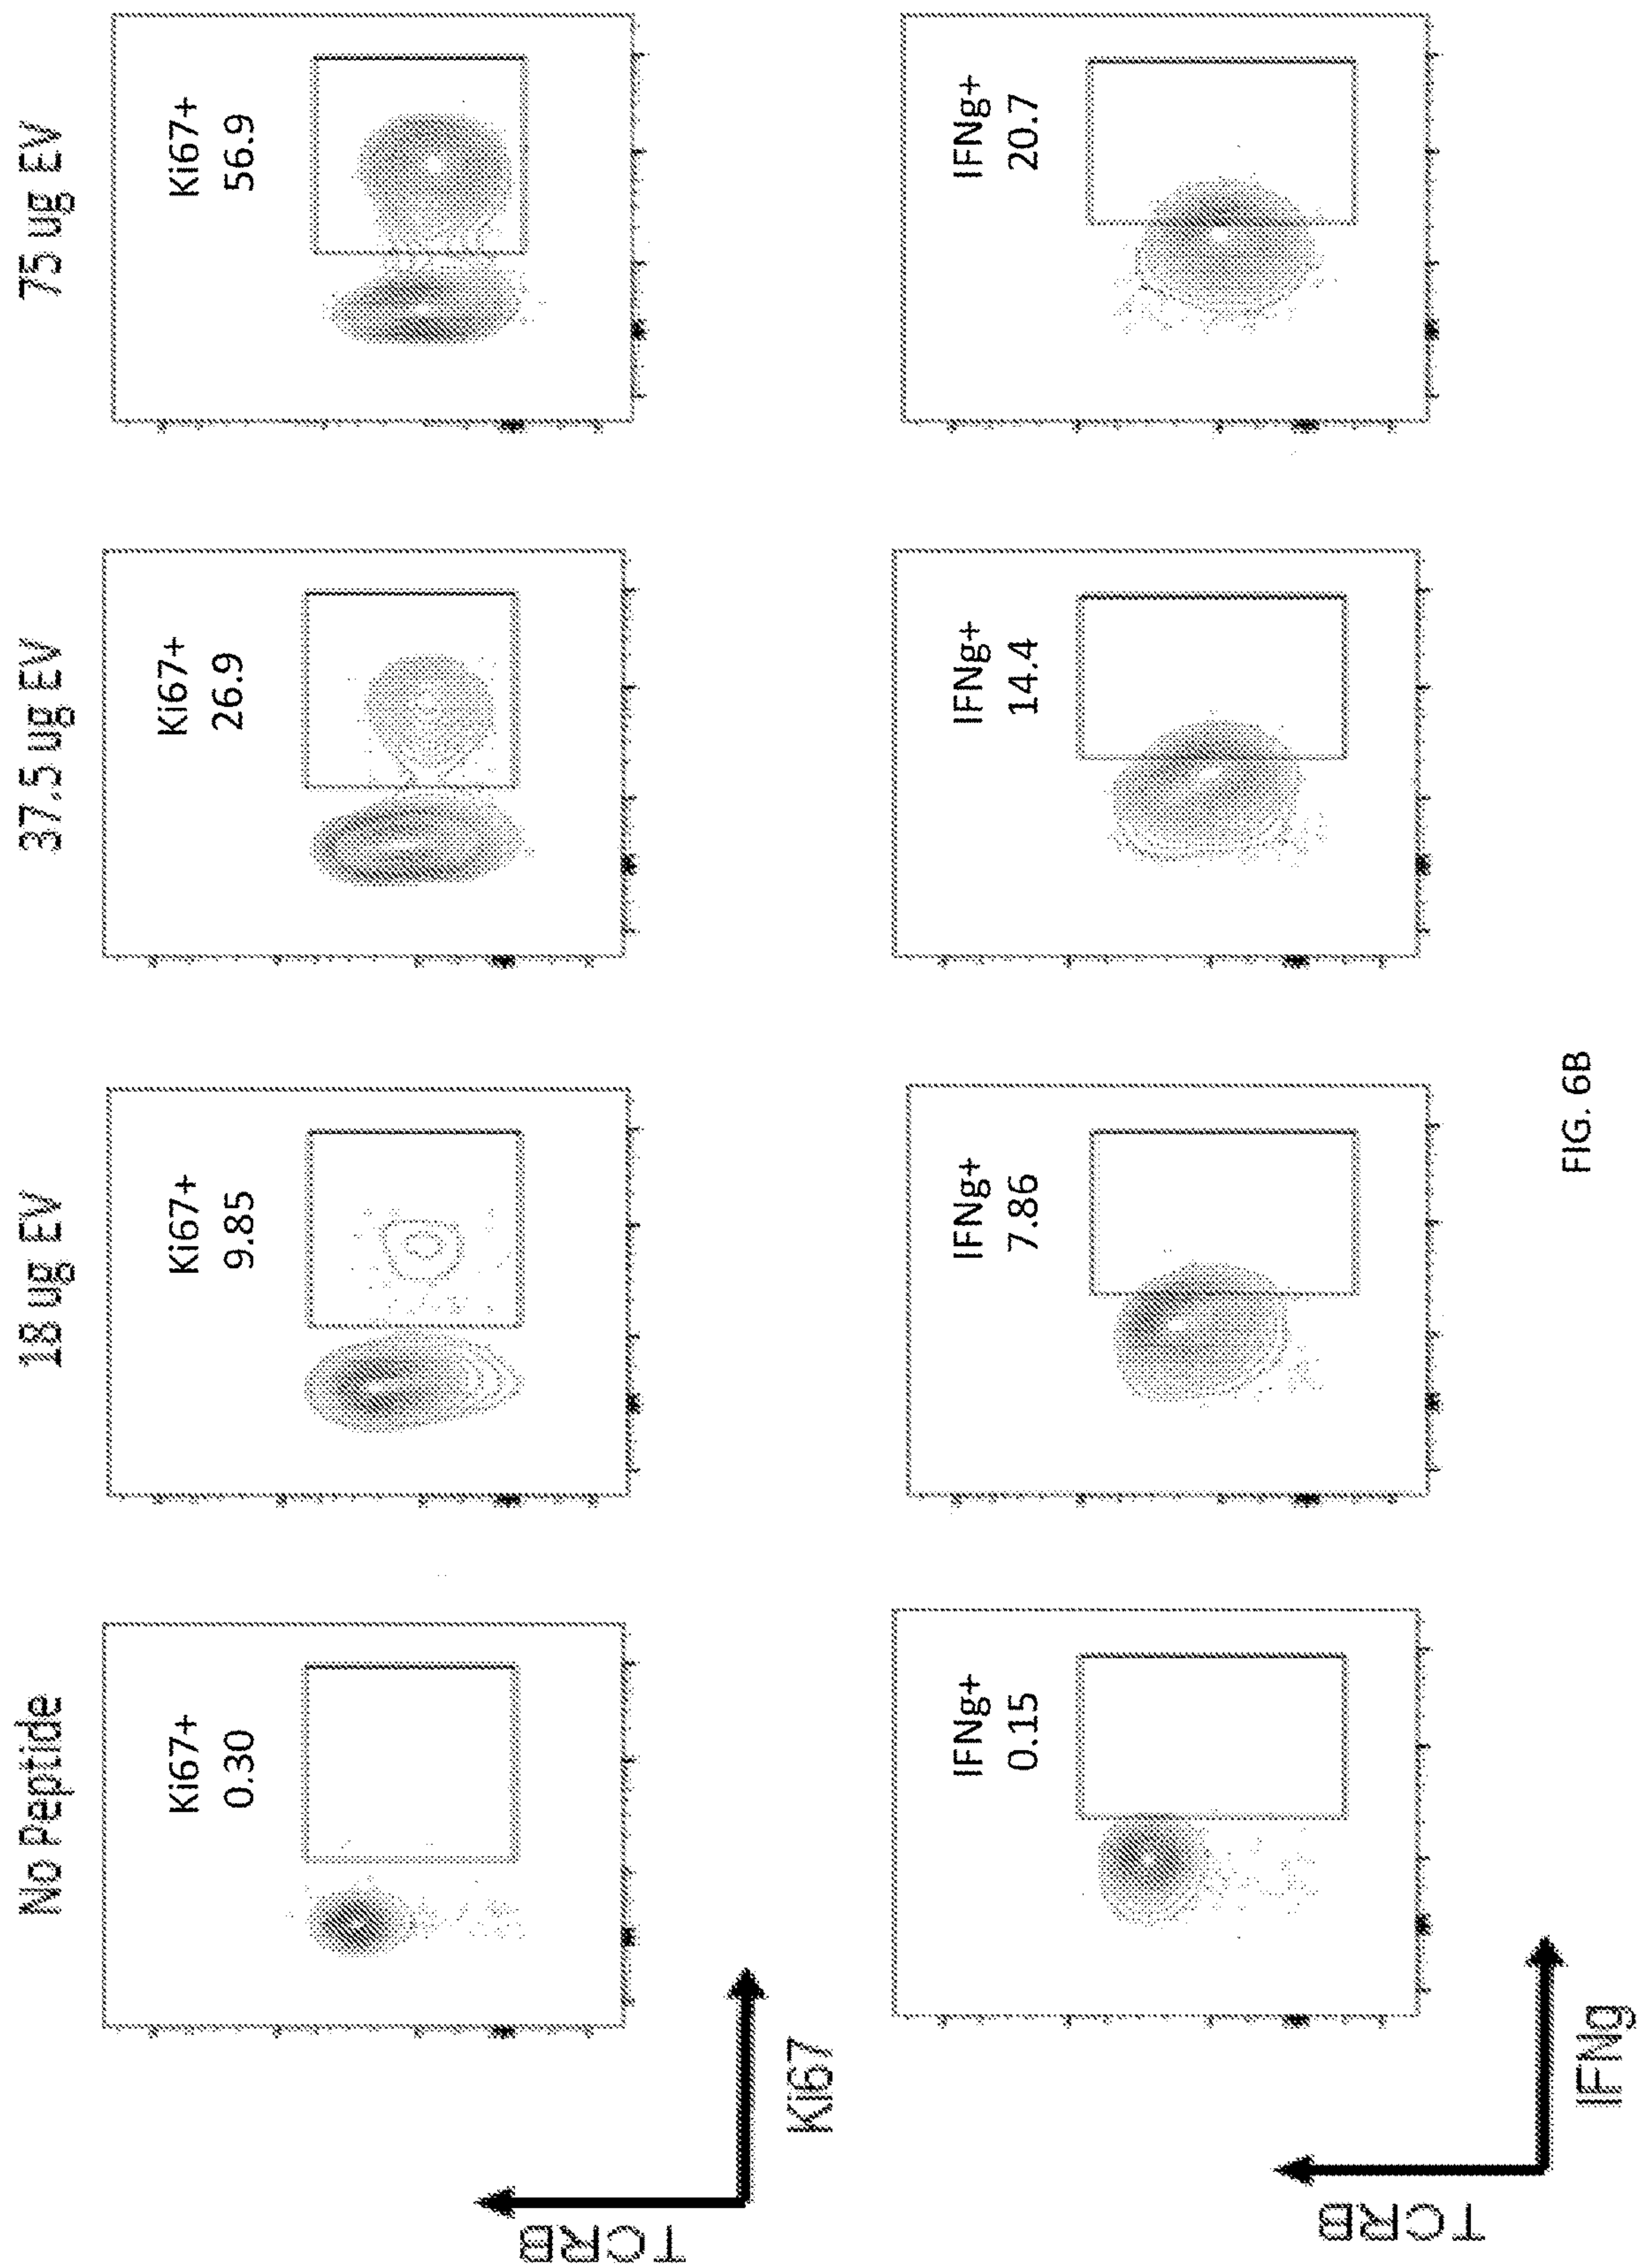 No Peptide
18 ug EV
37.5 ug EV
75 ug EV
Ki67+
0.30
Ki67+
9.85
Ki67+
26.9
Ki67+
56.9
TCRB
Ki67
IFNg+
0.15
IFNg+
7.86
IFNg+
14.4
IFNg+
20.7
TCRB
IFNg
FIG. 6B